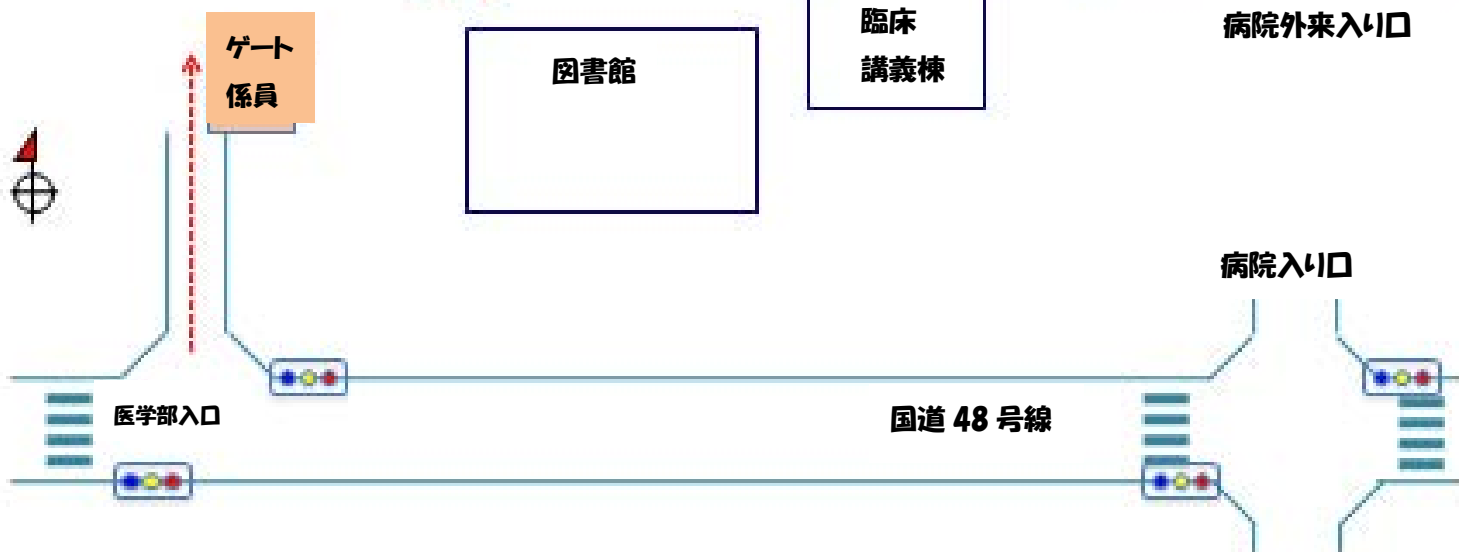 臨床
講義棟
病院外来入り口
ゲート
係員
図書館
病院入り口
医学部入口
国道 48 号線